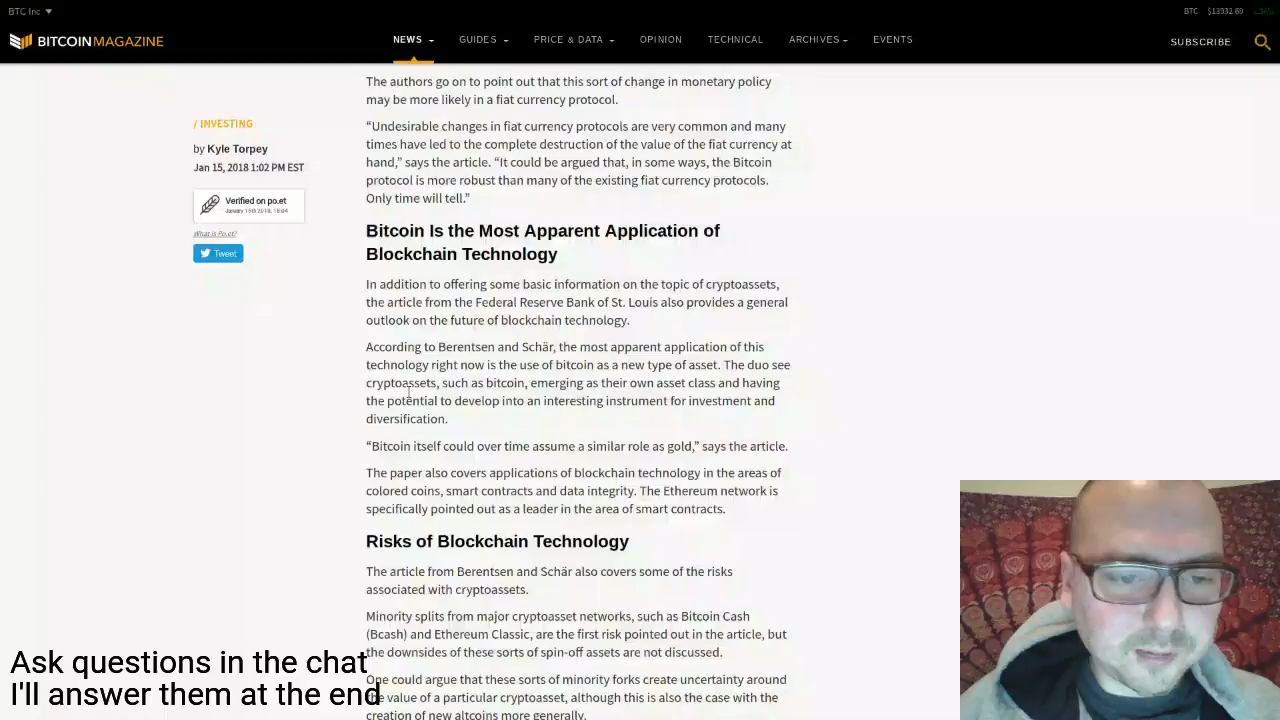 BTC Inc
BTC $13932.69
BITCOINMAGAZINE
NEWS GUIDES PRICE & DATA OPINION TECHNICAL ARCHIVES EVENTS
SUBSCRIBE
/ INVESTING
by Kyle Torpey
Jan 15, 2018 1:02 PM EST
Verified on po.et
January 15th 2018, 18:04
What is Po.et?
Tweet
The authors go on to point out that this sort of change in monetary policy
may be more likely in a fiat currency protocol.
“Undesirable changes in fiat currency protocols are very common and many
times have led to the complete destruction of the value of the fiat currency at
hand,” says the article. “It could be argued that, in some ways, the Bitcoin
protocol is more robust than many of the existing fiat currency protocols.
Only time will tell.”
Bitcoin Is the Most Apparent Application of
Blockchain Technology
In addition to offering some basic information on the topic of cryptoassets,
the article from the Federal Reserve Bank of St. Louis also provides a general
outlook on the future of blockchain technology.
According to Berentsen and Schär, the most apparent application of this
technology right now is the use of bitcoin as a new type of asset. The duo see
cryptoassets, such as bitcoin, emerging as their own asset class and having
the potential to develop into an interesting instrument for investment and
diversification.
“Bitcoin itself could over time assume a similar role as gold,” says the article.
The paper also covers applications of blockchain technology in the areas of
colored coins, smart contracts and data integrity. The Ethereum network is
specifically pointed out as a leader in the area of smart contracts.
Risks of Blockchain Technology
The article from Berentsen and Schär also covers some of the risks
associated with cryptoassets.
Minority splits from major cryptoasset networks, such as Bitcoin Cash
(Bcash) and Ethereum Classic, are the first risk pointed out in the article, but
the downsides of these sorts of spin-off assets are not discussed.
One could argue that these sorts of minority forks create uncertainty around
the value of a particular cryptoasset, although this is also the case with the
creation of new altcoins more generally.
Ask questions in the chat
I'll answer them at the end